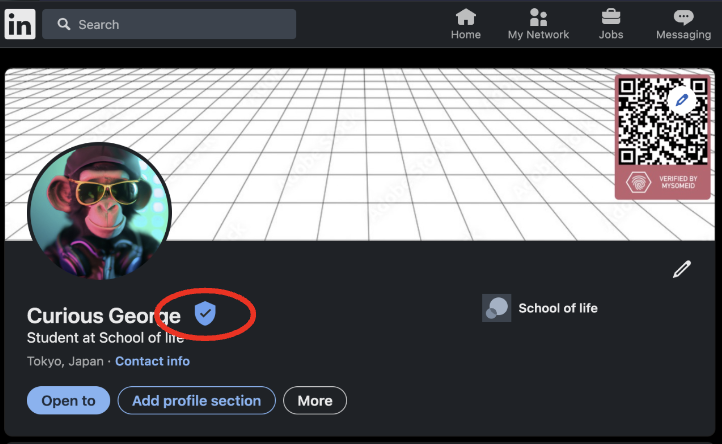 in
Search
Home
My Network
Jobs
Messaging
VERIFIED BY
MYSOMEID
Curious George
School of life
Student at School of life
Tokyo, Japan · Contact info
Open to
Add profile section
More